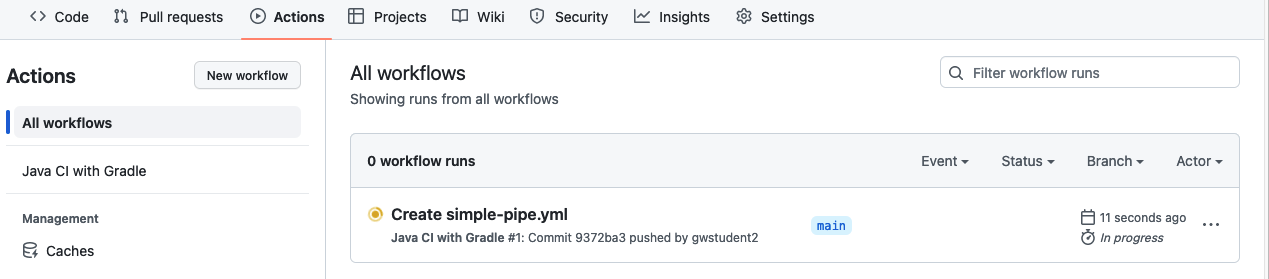 Code Pull requests Actions Projects Wiki Security Insights Settings
Actions
New workflow
All workflows
Java CI with Gradle
Management
Caches
All workflows
Showing runs from all workflows
Filter workflow runs
0 workflow runs
Event Status Branch Actor
Create simple-pipe.yml
Java CI with Gradle #1: Commit 9372ba3 pushed by gwstudent2
main
11 seconds ago
In progress